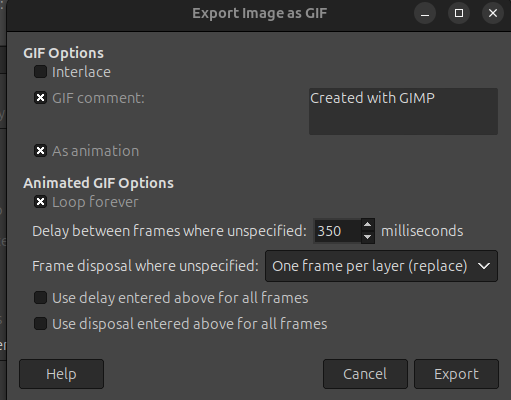 Export Image as GIF
GIF Options
Interlace
GIF comment:
Created with GIMP
As animation
Animated GIF Options
Loop forever
Delay between frames where unspecified: 350 milliseconds
Frame disposal where unspecified: One frame per layer (replace)
Use delay entered above for all frames
Use disposal entered above for all frames
Help Cancel Export